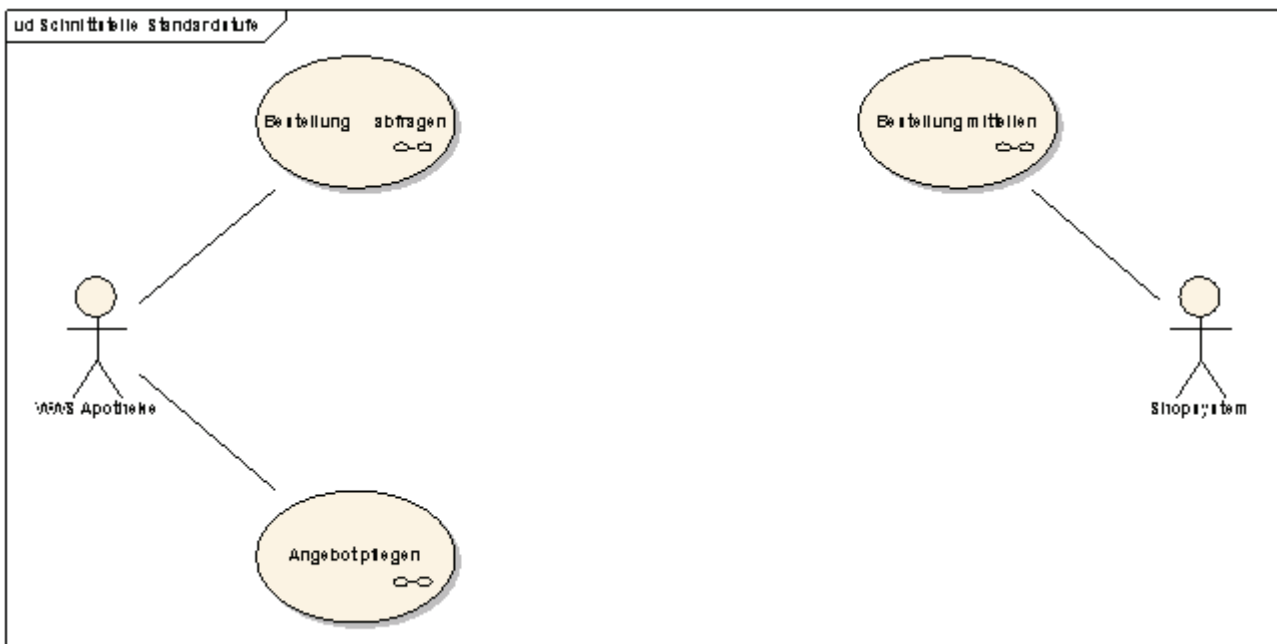 ud Schnittstelle Standardstufe
Bestellung abfragen
Bestellung mitteilen
WWS Apotheke
Shopsystem
Angebot pflegen